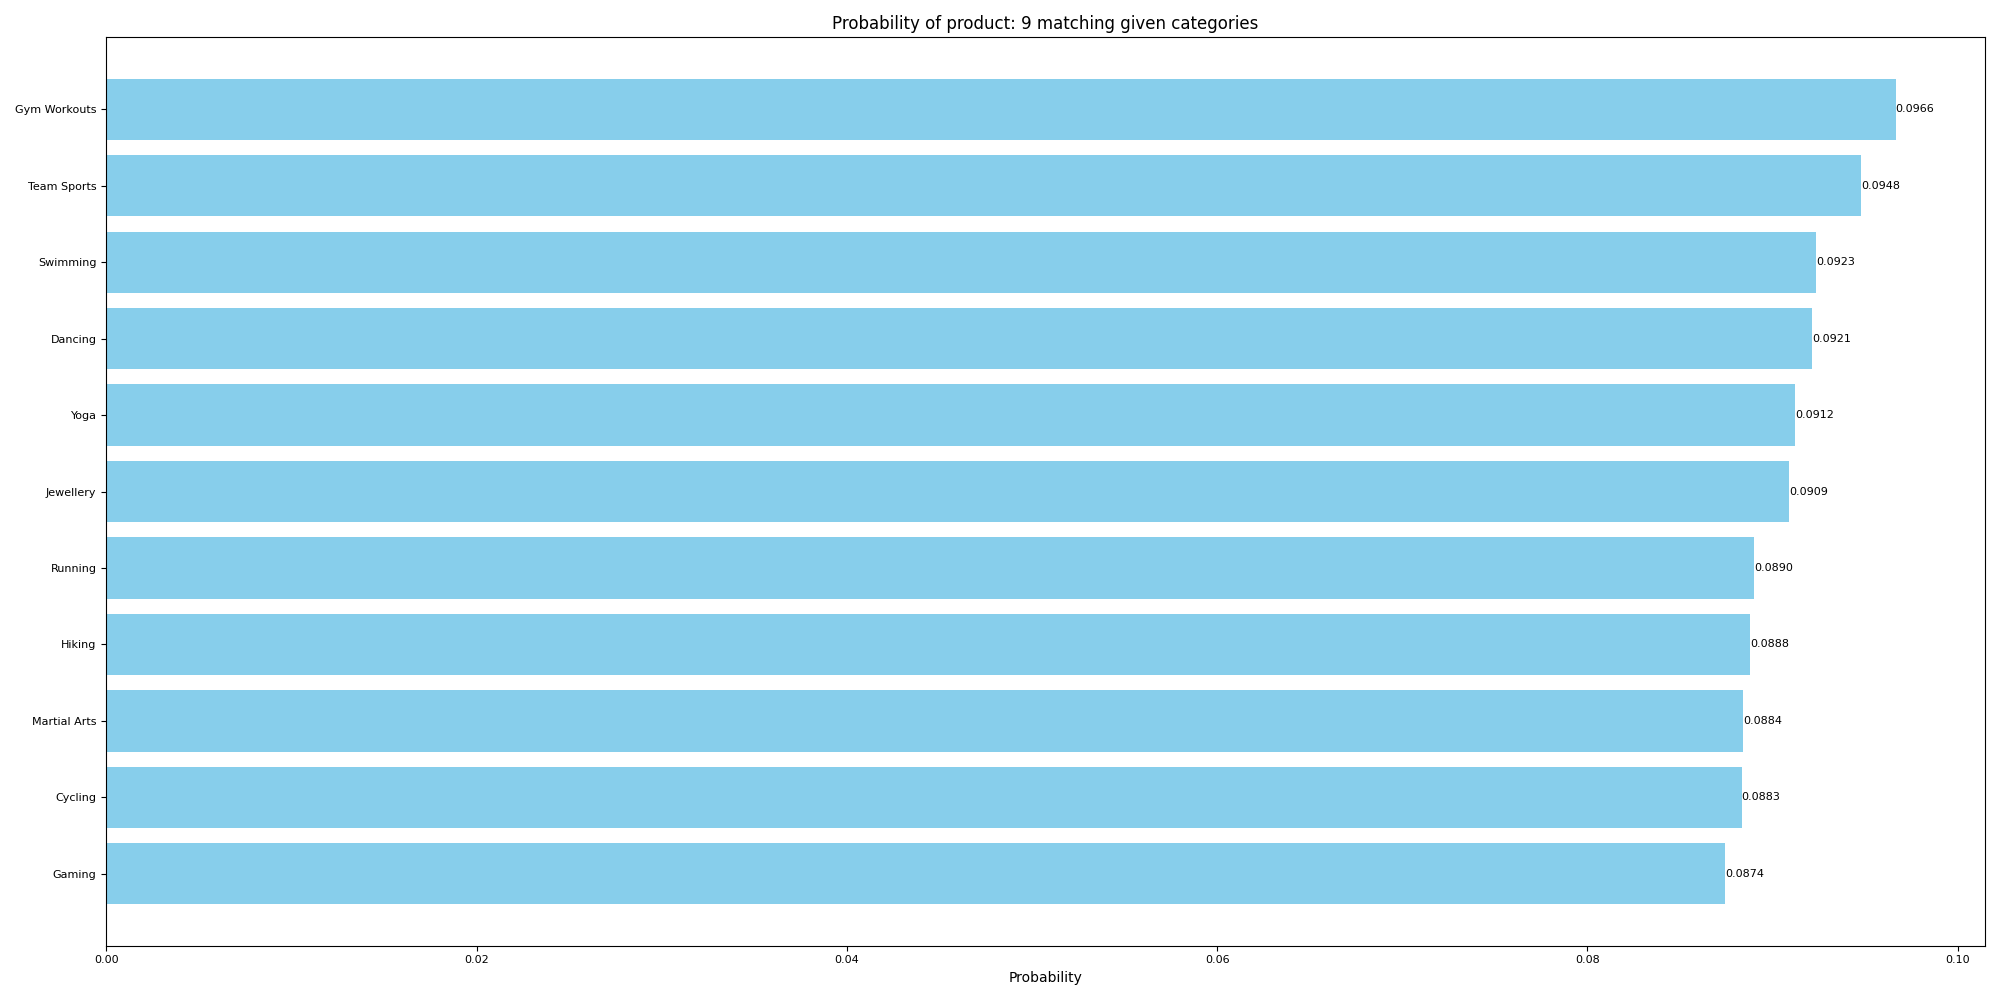 Probability of product: 9 matching given categories
Gym Workouts 0.0966
Team Sports 0.0948
Swimming 0.0923
Dancing 0.0921
Yoga 0.0912
Jewellery 0.0909
Running 0.0890
Hiking 0.0888
Martial Arts 0.0884
Cycling 0.0883
Gaming 0.0874
0.00 0.02 0.04 0.06 0.08 0.10
Probability